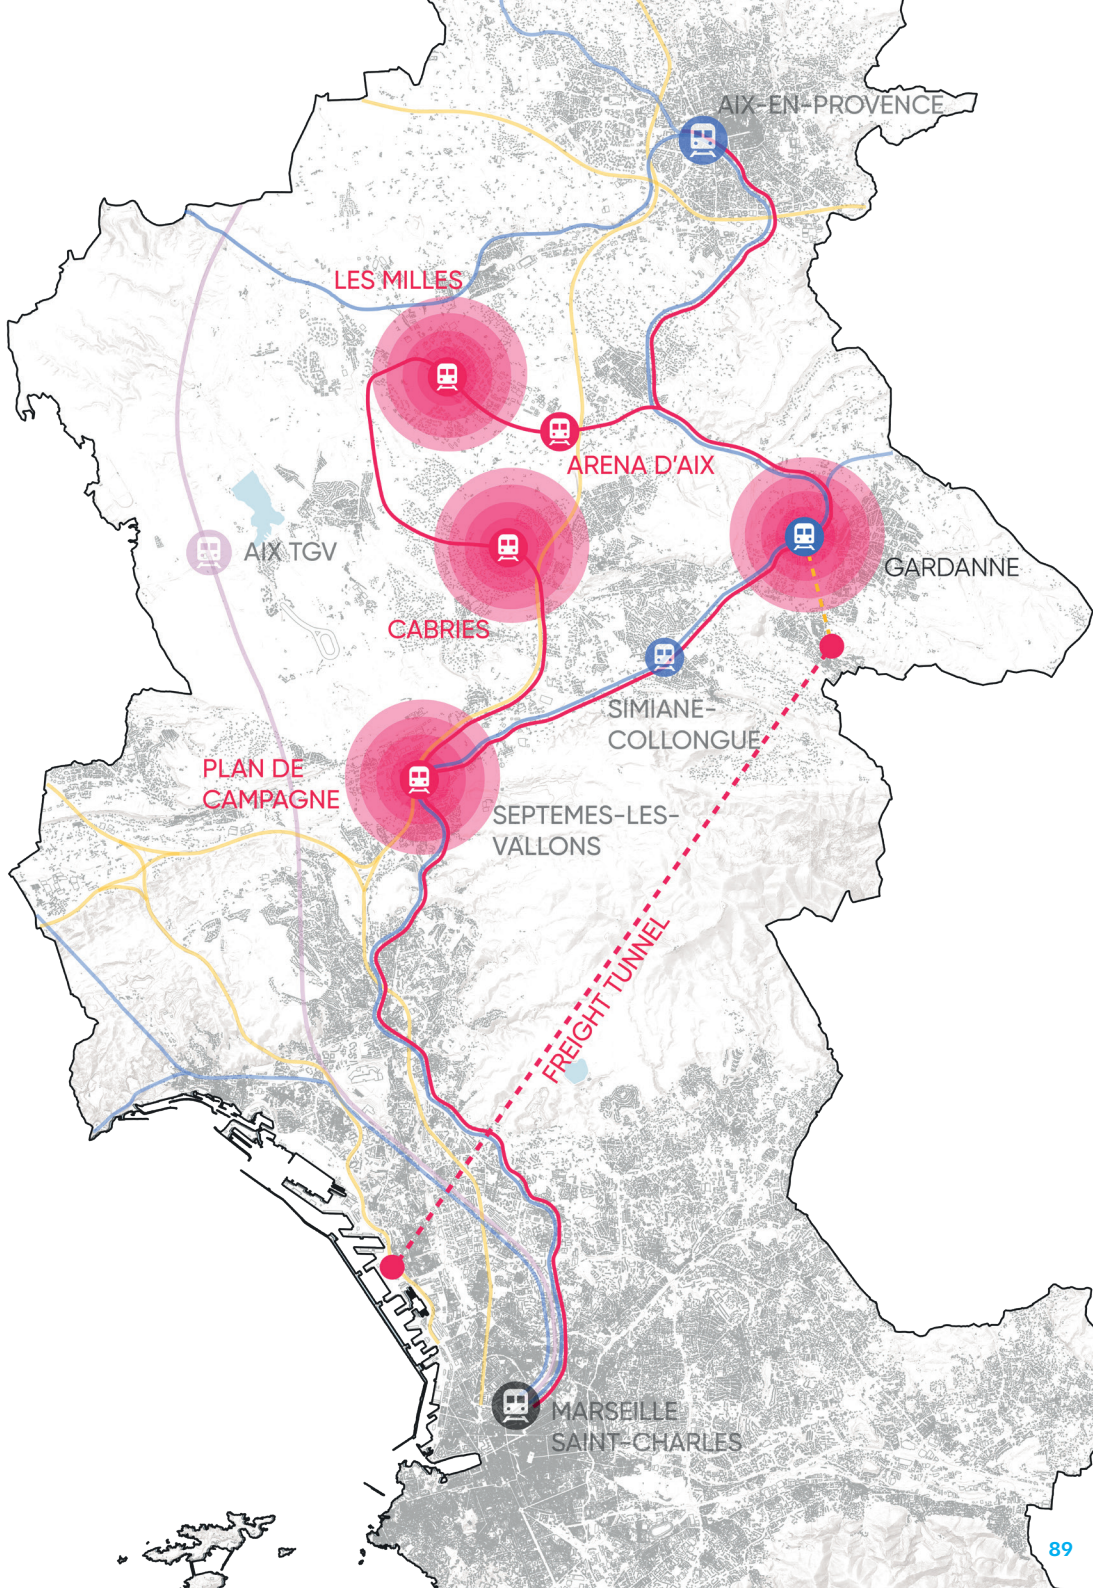 AIX-EN-PROVENCE
LES MILLES
ARENA D'AIX
AIX TGV
GARDANNE
CABRIES
SIMIANE-
COLLONGUE
PLAN DE
CAMPAGNE
SEPTEMES-LES-
VALLONS
FREIGHT TUNNEL
MARSEILLE
SAINT-CHARLES
89